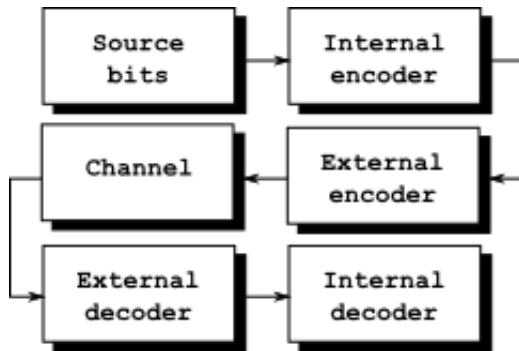 Source
bits
Internal
encoder
Channel
External
encoder
External
decoder
Internal
decoder